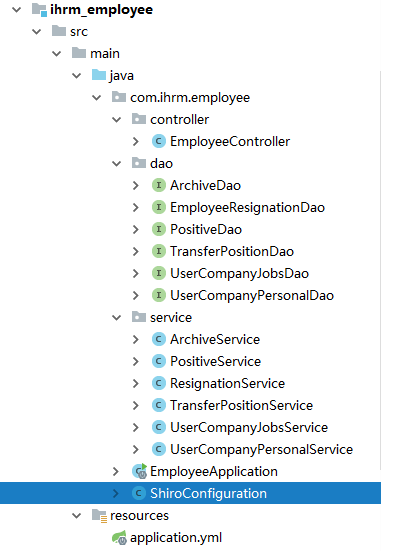 ihrm_employee
src
main
java
com.ihrm.employee
controller
EmployeeController
dao
ArchiveDao
EmployeeResignationDao
PositiveDao
TransferPositionDao
UserCompanyJobsDao
UserCompanyPersonalDao
service
ArchiveService
PositiveService
ResignationService
TransferPositionService
UserCompanyJobsService
UserCompanyPersonalService
EmployeeApplication
ShiroConfiguration
resources
application.yml